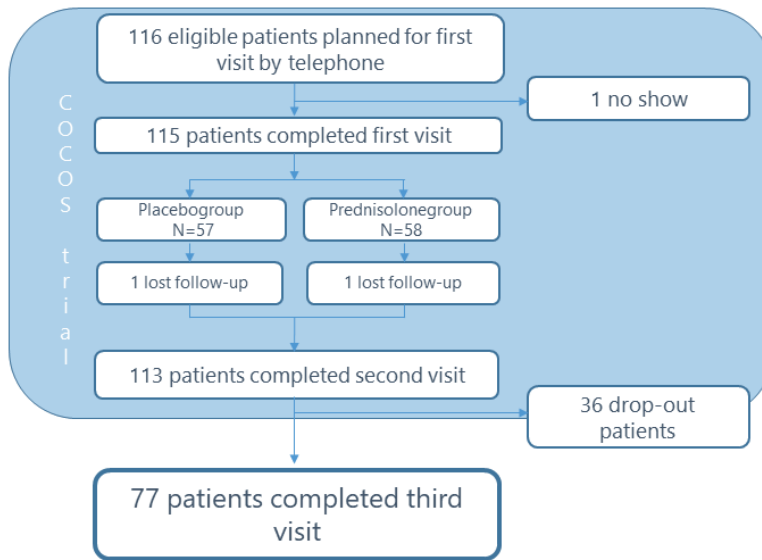 116 eligible patients planned for first
visit by telephone
1 no show
115 patients completed first visit
COCOS trial
Placebogroup
N=57
Prednisolonegroup
N=58
1 lost follow-up
1 lost follow-up
113 patients completed second visit
36 drop-out
patients
77 patients completed third
visit